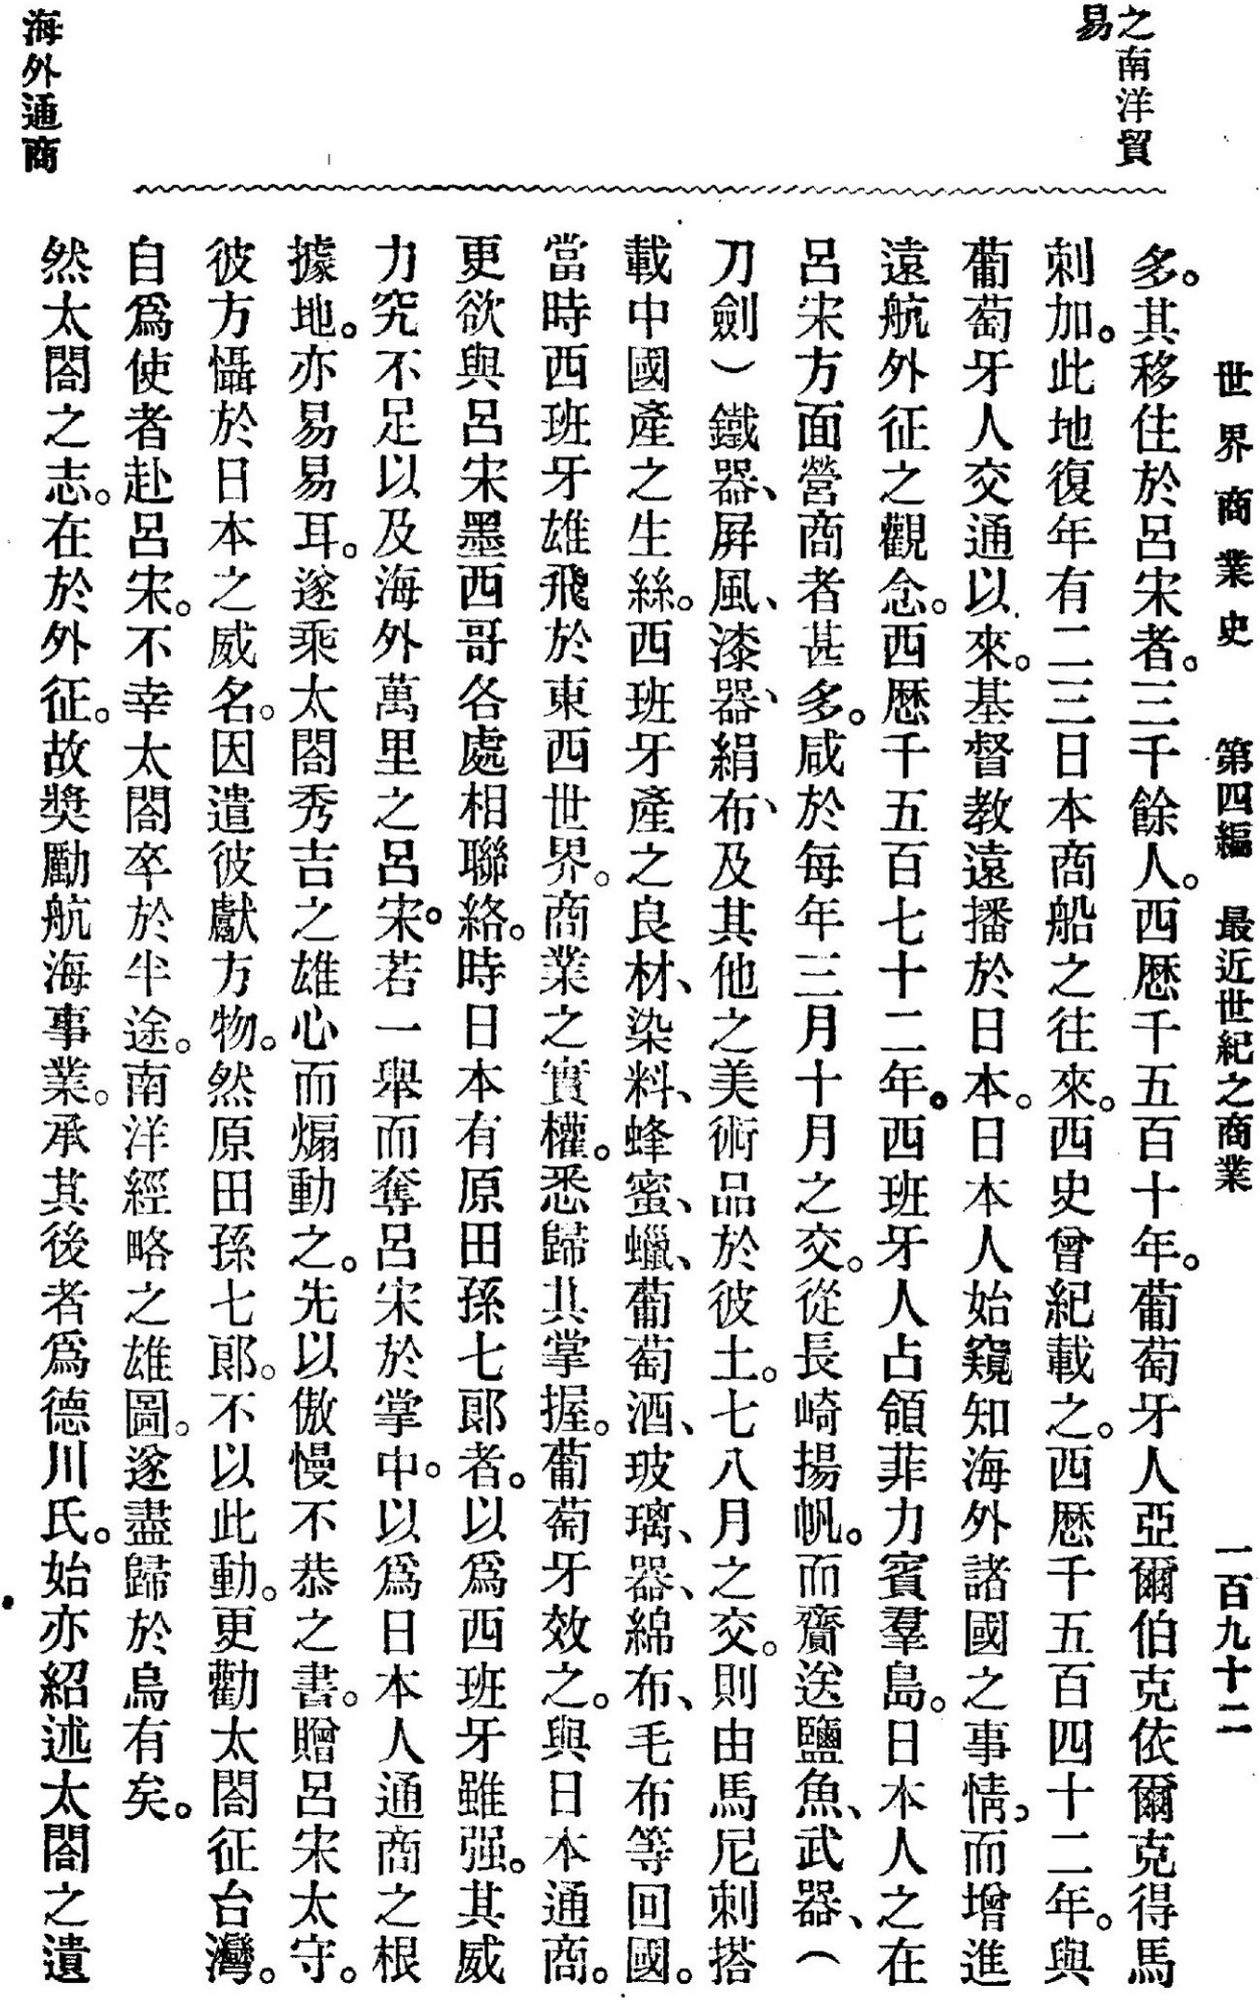 世界商業史　第四編　最近世紀之商業　一百九十二
之南洋貿
易
多。其移住於呂宋者。三千餘人。西歷千五百十年。葡萄牙人亞爾伯克依爾克得馬
刺加。此地復年有二三日本商船之往來。西史曾紀載之。西歷千五百四十二年。與
葡萄牙人交通以來。基督教遠播於日本。日本人始窺知海外諸國之事情，而增進
遠航外征之觀念。西歷千五百七十二年。西班牙人占領菲力賓羣島。日本人之在
呂宋方面營商者甚多。咸於每年三月十月之交。從長崎揚帆。而齎送鹽魚、武器、（
刀劍）鐵器、屏風、漆器、絹布、及其他之美術品於彼土。七八月之交。則由馬尼刺搭
載中國產之生絲。西班牙產之良材、染料、蜂蜜、蠟、葡萄酒、玻璃、器、綿布、毛布等回國。
當時西班牙雄飛於東西世界。商業之實權。悉歸其掌握。葡萄牙效之。與日本通商。
更欲與呂宋墨西哥各處相聯絡。時日本有原田孫七郎者。以爲西班牙雖强。其威
力究不足以及海外萬里之呂宋。若一舉而奪呂宋於掌中。以爲日本人通商之根
據地。亦易易耳。遂乘太閤秀吉之雄心而煽動之。先以傲慢不恭之書。贈呂宋太守。
彼方懾於日本之威名。因遣彼獻方物。然原田孫七郎。不以此動。更勸太閤征台灣。
自爲使者赴呂宋。不幸太閤卒於半途。南洋經略之雄圖。遂盡歸於烏有矣。
然太閤之志。在於外征。故獎勵航海事業。承其後者爲德川氏。始亦紹述太閤之遺
海外通商